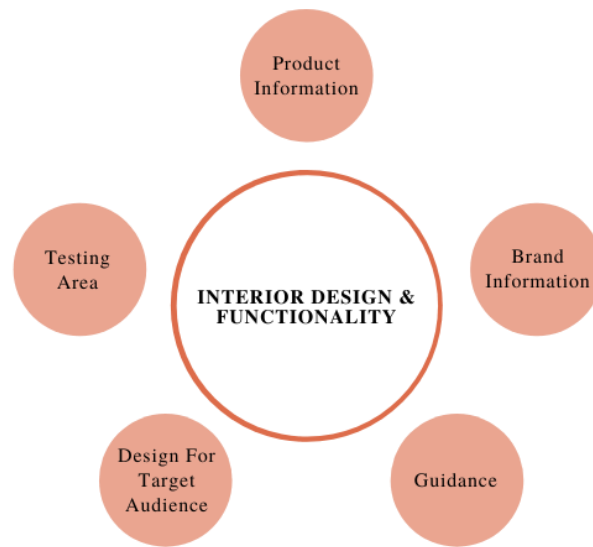 Product
Information
Testing
Area
Brand
Information
INTERIOR DESIGN &
FUNCTIONALITY
Design For
Target
Audience
Guidance